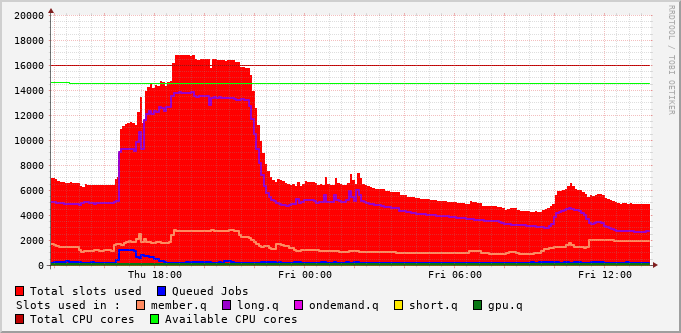 RRDTOOL / TOBI OETIKER
20000
18000
16000
14000
12000
10000
8000
6000
4000
2000
0
Thu 18:00 Fri 00:00 Fri 06:00 Fri 12:00
Total slots used Queued Jobs
Slots used in : member.q long.q ondemand.q short.q gpu.q
Total CPU cores Available CPU cores